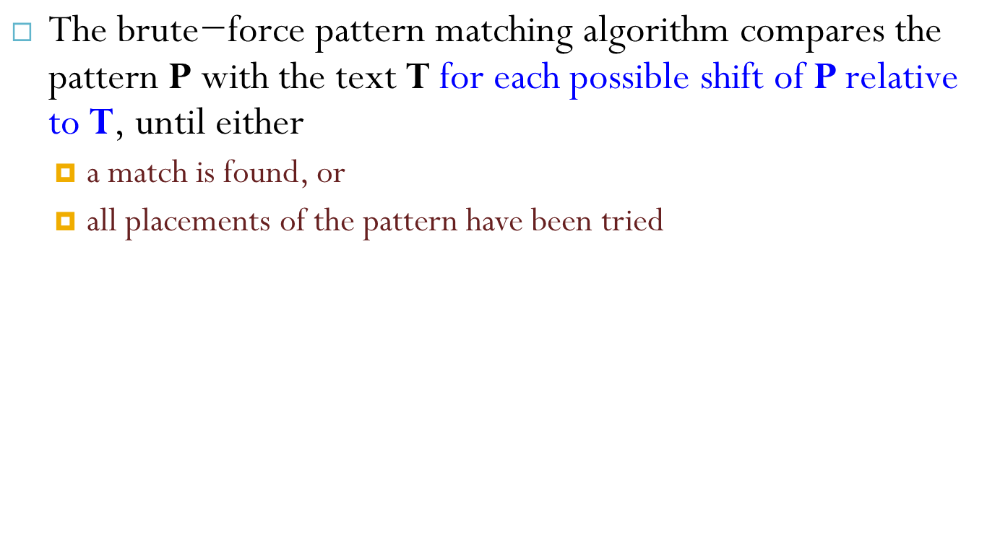 The brute−force pattern matching algorithm compares the
pattern P with the text T for each possible shift of P relative
to T, until either
a match is found, or
all placements of the pattern have been tried